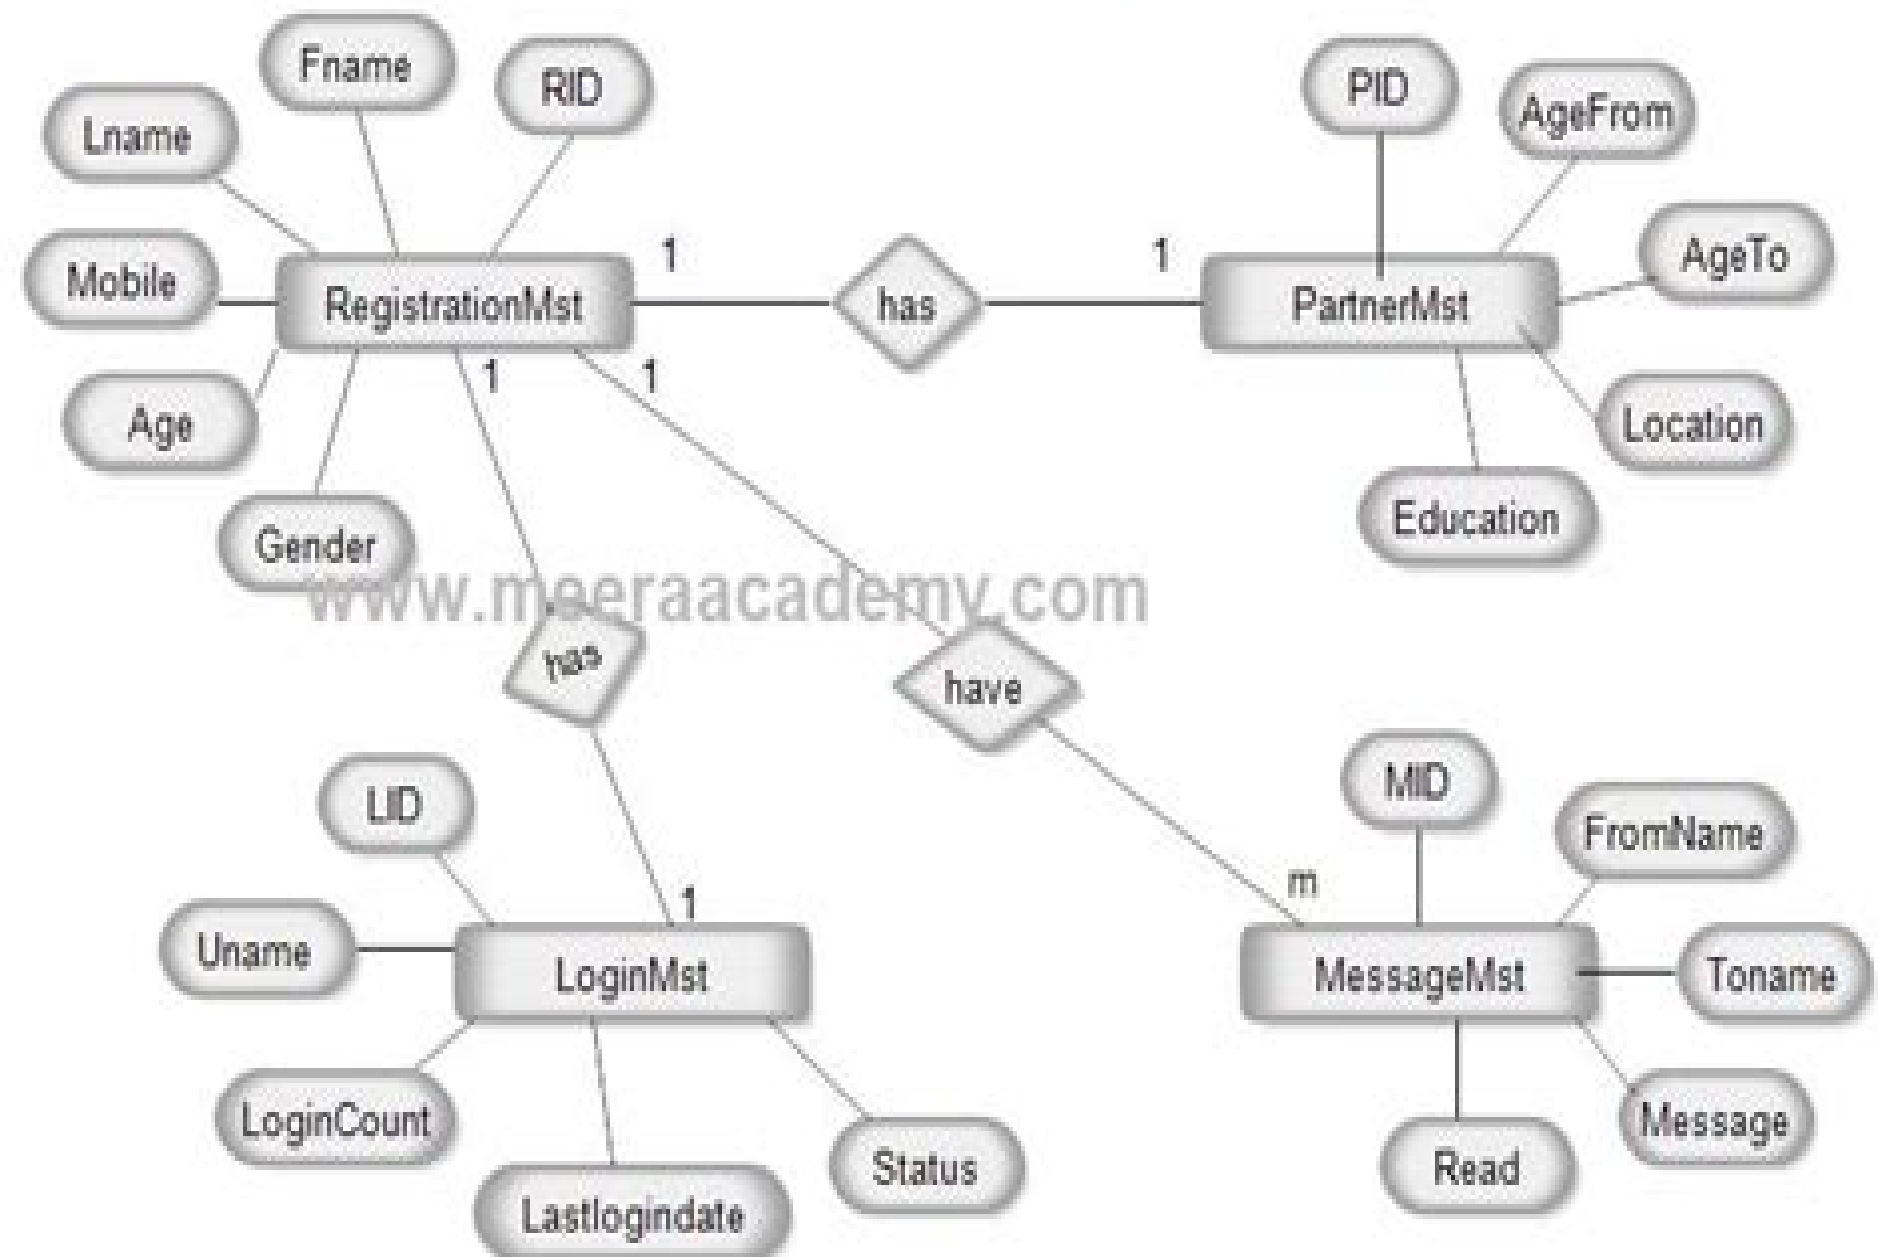 Fname
RID
Lname
Mobile
Age
Gender
RegistrationMst
1
has
1
PID
AgeFrom
AgeTo
PartnerMst
Location
Education
1
1
www.meeraacademy.com
has
have
LID
Uname
1
LoginMst
LoginCount
Lastlogindate
Status
m
MID
FromName
MessageMst
Toname
Message
Read